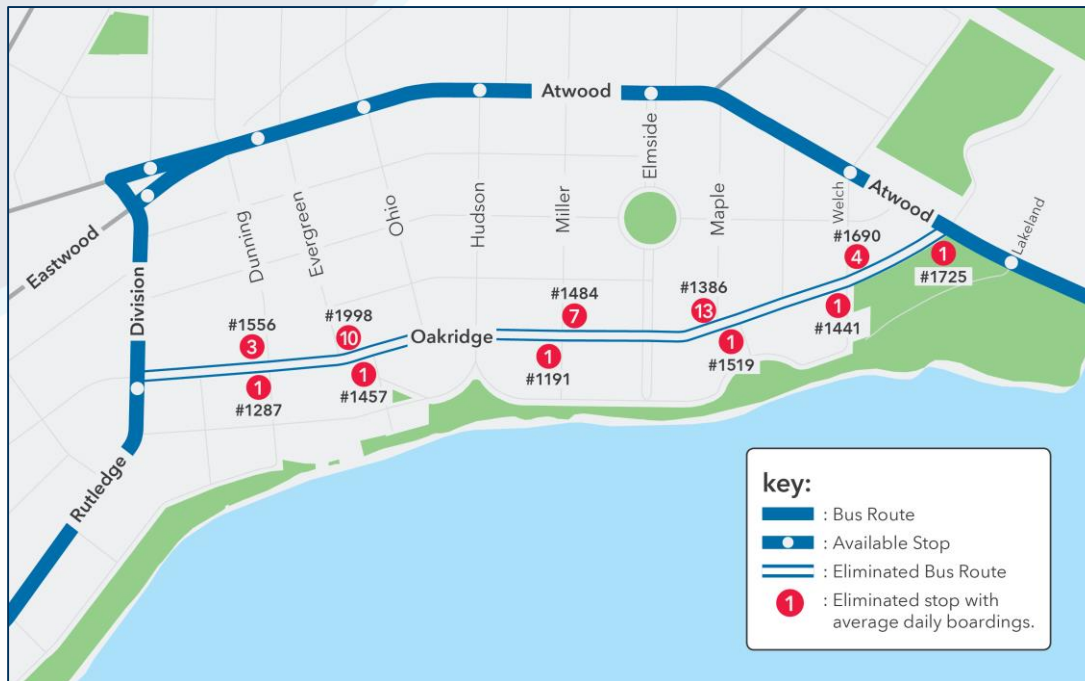 Atwood
Elmside
Eastwood
Dunning
Evergreen
Ohio
Hudson
Miller
Maple
Welch
Atwood
Lakeland
Division
#1690
4
1
#1725
#1556
3
#1998
10
Oakridge
#1484
7
#1386
13
1
#1441
1
#1287
1
#1457
1
#1191
1
#1519
Rutledge
key:
: Bus Route
: Available Stop
: Eliminated Bus Route
1
: Eliminated stop with
average daily boardings.